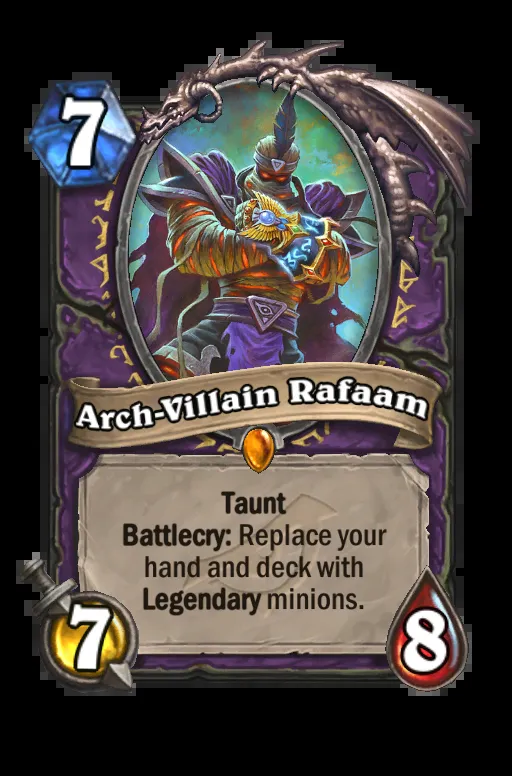 7
Arch-Villain Rafaam
Taunt
Battlecry: Replace your
hand and deck with
Legendary minions.
7
8